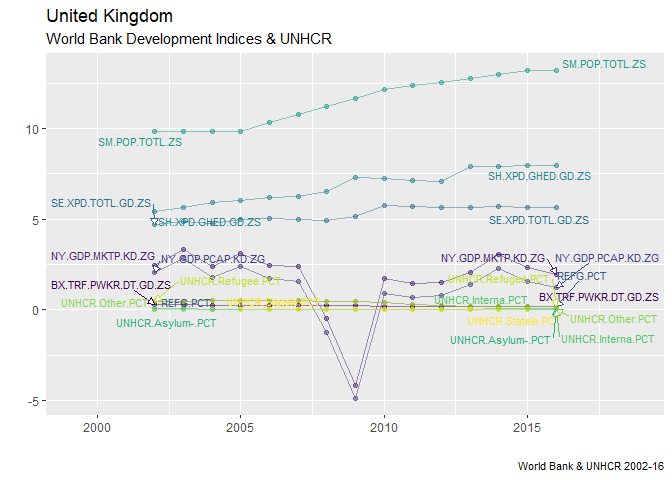 United Kingdom
World Bank Development Indices & UNHCR
SM.POP.TOTL.ZS
10
SM.POP.TOTL.ZS
SH.XPD.GHED.GD.ZS
SE.XPD.TOTL.GD.ZS
SH.XPD.GHED.GD.ZS
SE.XPD.TOTL.GD.ZS
5
NY.GDP.MKTP.KD.ZG
NY.GDP.PCAP.KD.ZG
NY.GDP.MKTP.KD.ZG
NY.GDP.PCAP.KD.ZG
REFG.PCT
UNHCR.Refugee.PCT
UNHCR.Refugee.PCT
BX.TRF.PWKR.DT.GD.ZS
BX.TRF.PWKR.DT.GD.ZS
UNHCR.Other.PCT
REFG.PCT
UNHCR.Interna.PCT
0
UNHCR.Asylum-.PCT
UNHCR.Statele.PCT
UNHCR.Other.PCT
UNHCR.Asylum-.PCT
UNHCR.Interna.PCT
-5
2000
2005
2010
2015
World Bank & UNHCR 2002-16